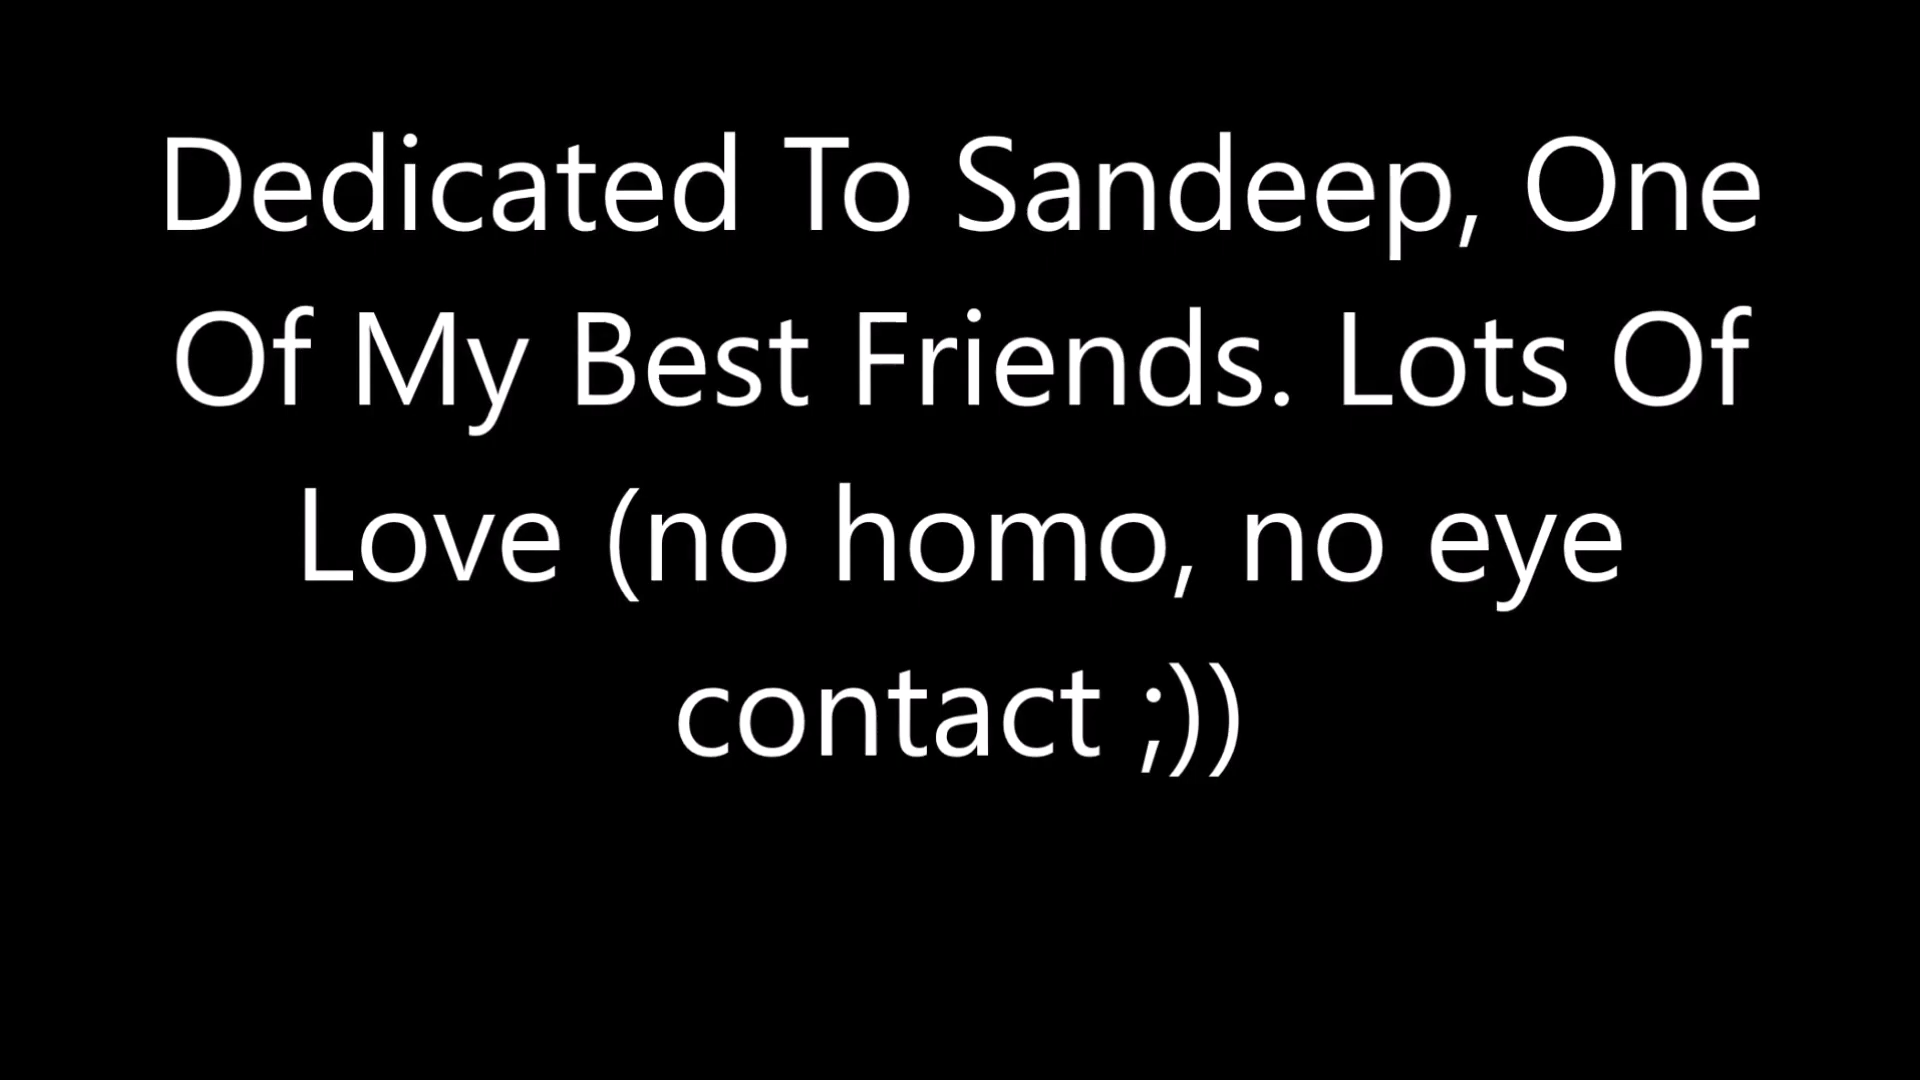 Dedicated To Sandeep, One
Of My Best Friends. Lots Of
Love (no homo, no eye
contact ;))